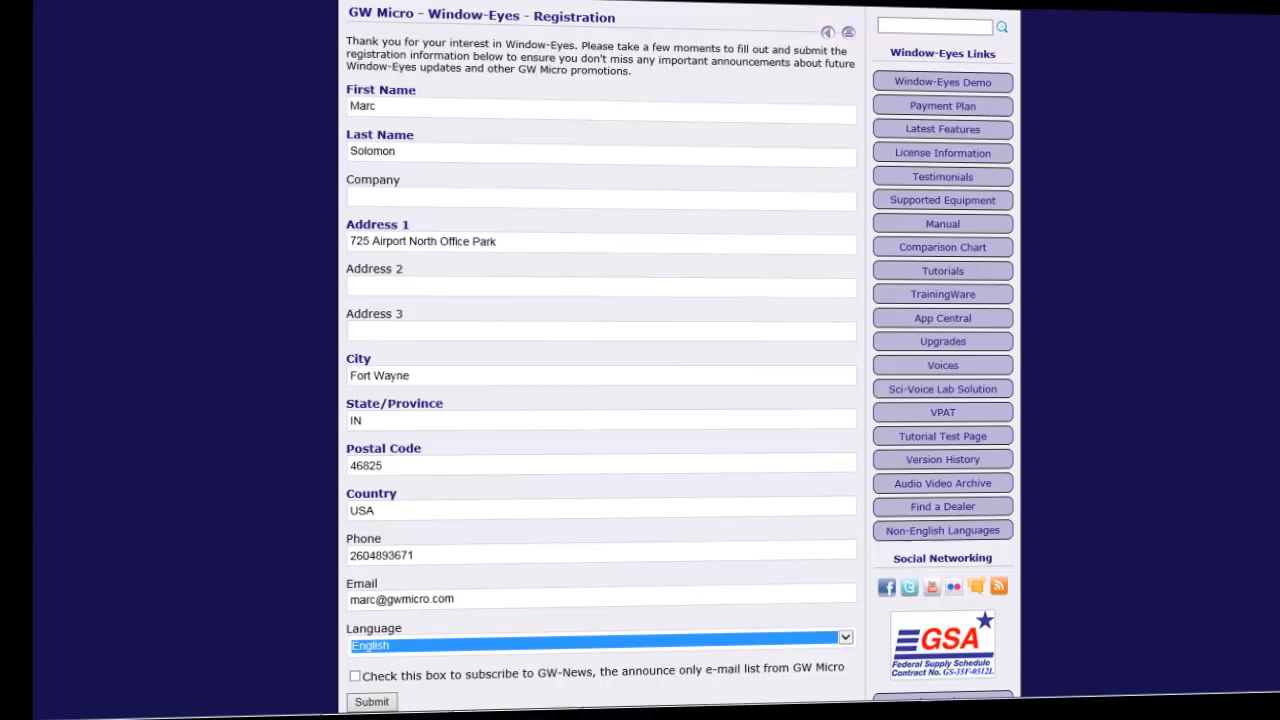 GW Micro - Window-Eyes - Registration
Thank you for your interest in Window-Eyes. Please take a few moments to fill out and submit the
registration information below to ensure you don't miss any important announcements about future
Window-Eyes updates and other GW Micro promotions.
First Name
Marc
Last Name
Solomon
Company
Address 1
725 Airport North Office Park
Address 2
Address 3
City
Fort Wayne
State/Province
IN
Postal Code
46825
Country
USA
Phone
2604893671
Email
marc@gwmicro.com
Language
English
Check this box to subscribe to GW-News, the announce only e-mail list from GW Micro
Submit
Window-Eyes Links
Window-Eyes Demo
Payment Plan
Latest Features
License Information
Testimonials
Supported Equipment
Manual
Comparison Chart
Tutorials
TrainingWare
App Central
Upgrades
Voices
Sci-Voice Lab Solution
VPAT
Tutorial Test Page
Version History
Audio Video Archive
Find a Dealer
Non-English Languages
Social Networking
GSA
Federal Supply Schedule
Contract No. GS-35F-0512L